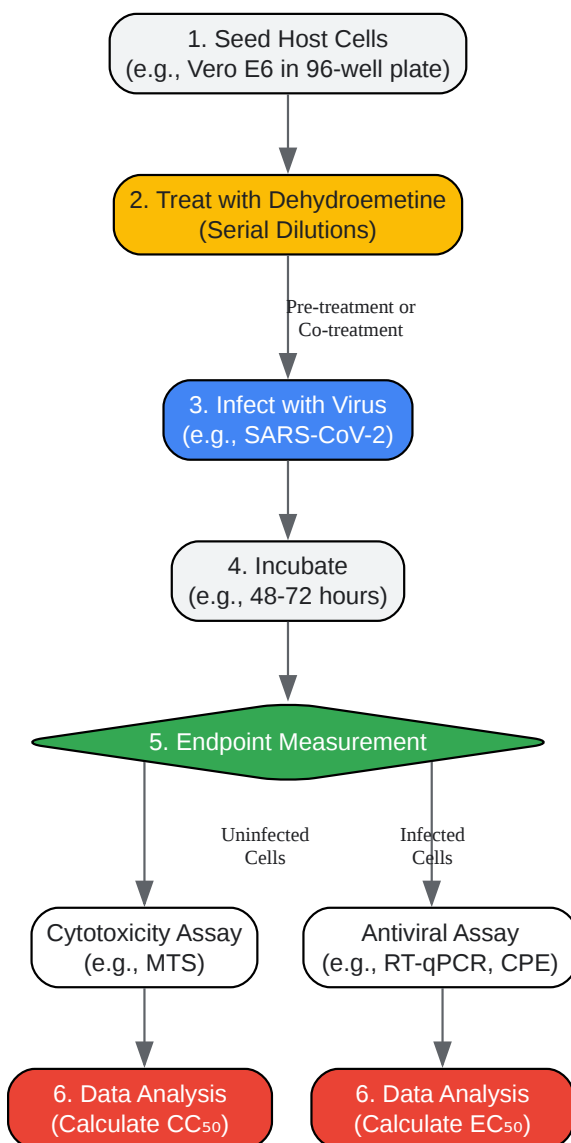 1. Seed Host Cells
(e.g., Vero E6 in 96-well plate)
2. Treat with Dehydroemetine
(Serial Dilutions)
Pre-treatment or
Co-treatment
3. Infect with Virus
(e.g., SARS-CoV-2)
4. Incubate
(e.g., 48-72 hours)
5. Endpoint Measurement
Uninfected
Cells
Infected
Cells
Cytotoxicity Assay
(e.g., MTS)
Antiviral Assay
(e.g., RT-qPCR, CPE)
6. Data Analysis
(Calculate CC₅₀)
6. Data Analysis
(Calculate EC₅₀)